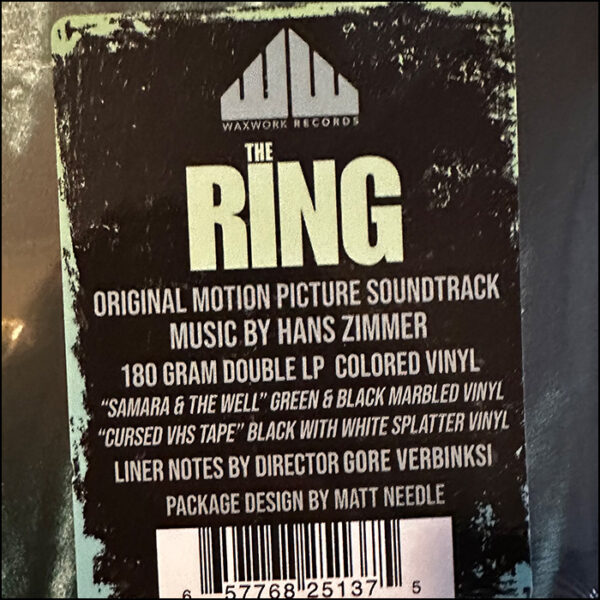 WAXWORK RECORDS
THE
RING
ORIGINAL MOTION PICTURE SOUNDTRACK
MUSIC BY HANS ZIMMER
180 GRAM DOUBLE LP COLORED VINYL
“SAMARA & THE WELL” GREEN & BLACK MARBLED VINYL
“CURSED VHS TAPE” BLACK WITH WHITE SPLATTER VINYL
LINER NOTES BY DIRECTOR GORE VERBINKSI
PACKAGE DESIGN BY MATT NEEDLE
6 57768 25137 5